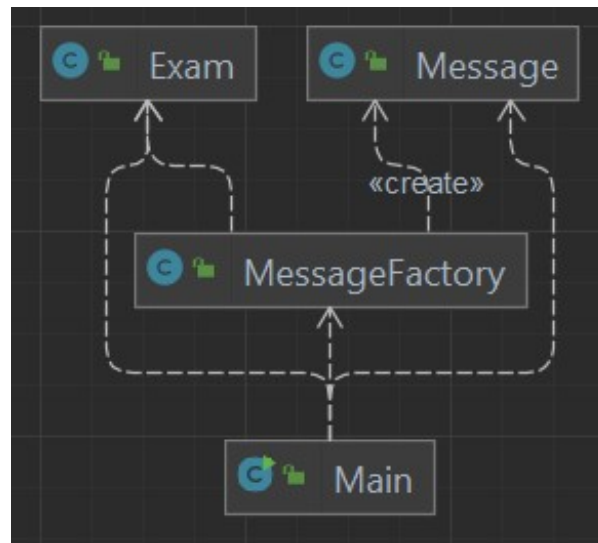 C Exam
C Message
«create»
C MessageFactory
C Main